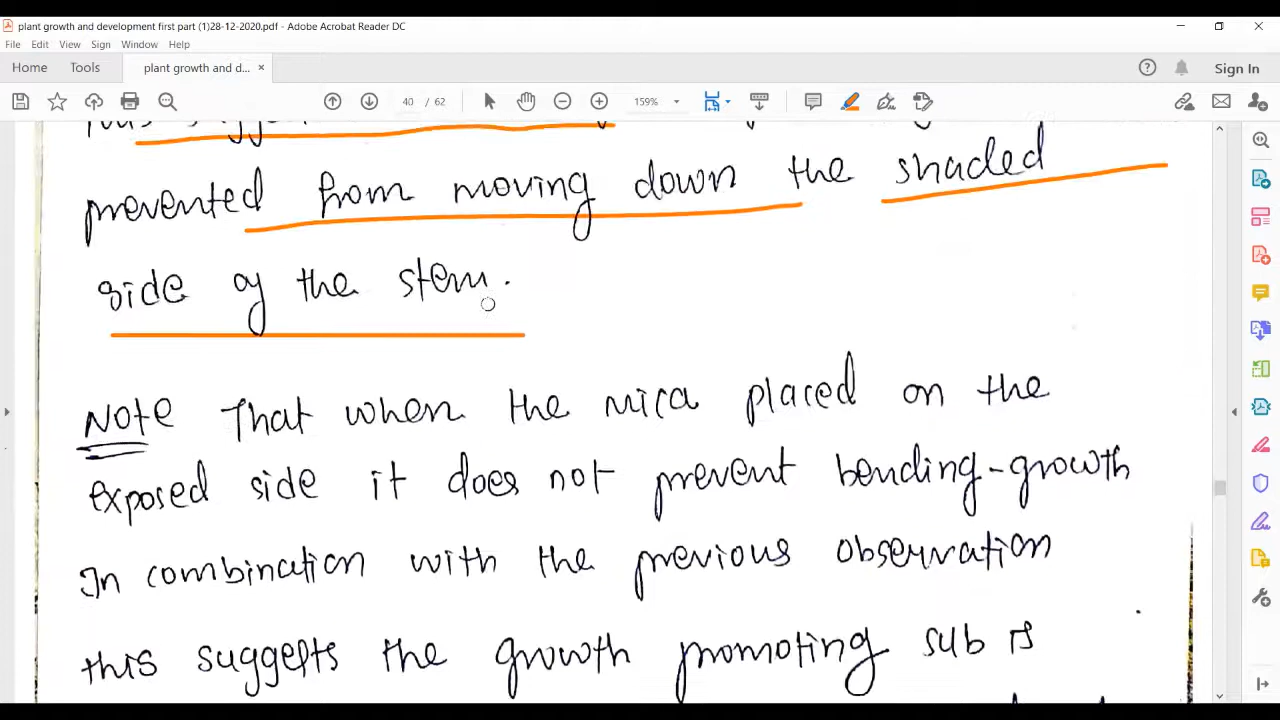 plant growth and development first part (1)28-12-2020.pdf - Adobe Acrobat Reader DC
File Edit View Sign Window Help
Home Tools plant growth and d... × Sign In
40 / 62 159%
prevented from moving down the shaded
side of the stem.
Note That when the mica placed on the
exposed side it does not prevent bending-growth
In combination with the previous observation
this suggests the growth promoting sub is